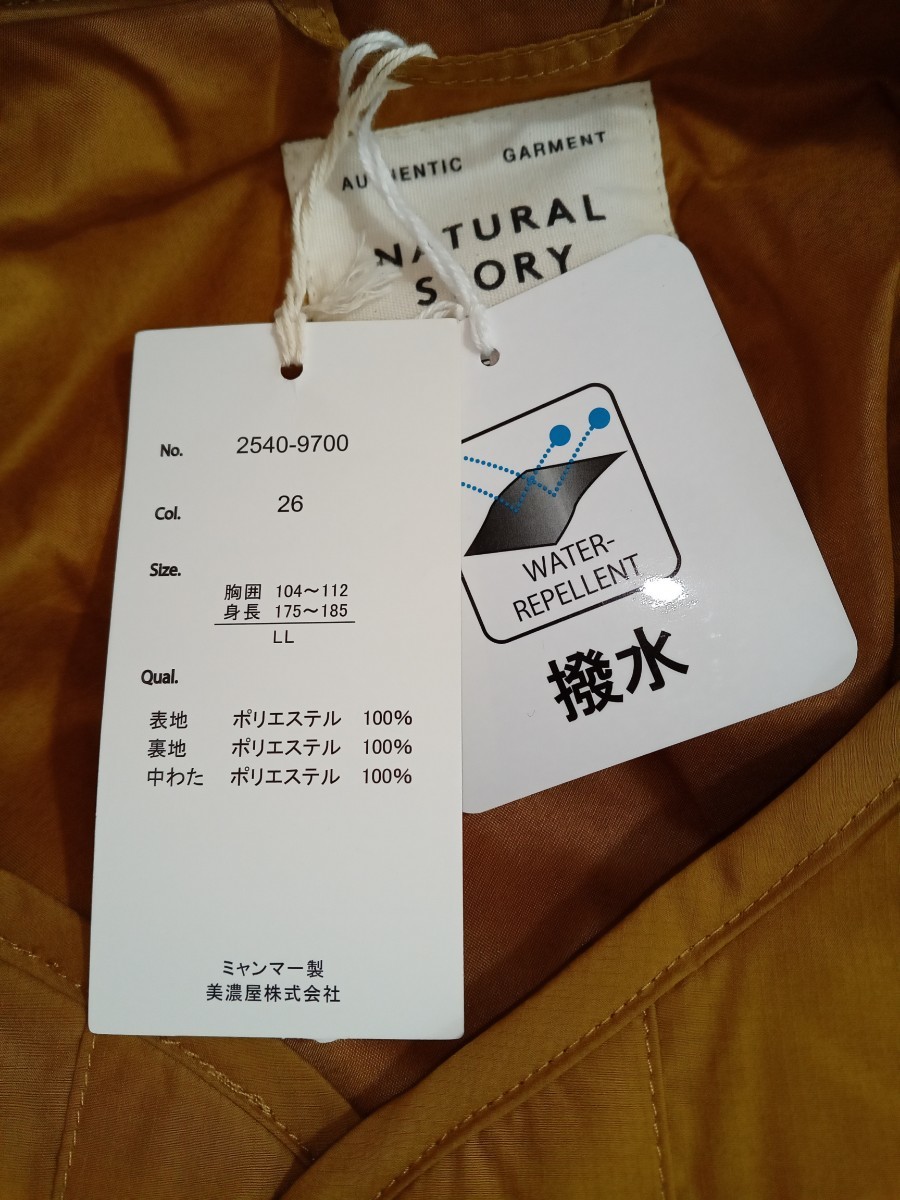 AUTHENTIC GARMENT
NATURAL
STORY
No. 2540-9700
Col. 26
Size.
胸囲 104～112
身長 175～185
LL
Qual.
表地 ポリエステル 100%
裏地 ポリエステル 100%
中わた ポリエステル 100%
ミャンマー製
美濃屋株式会社
WATER-
REPELLENT
撥水